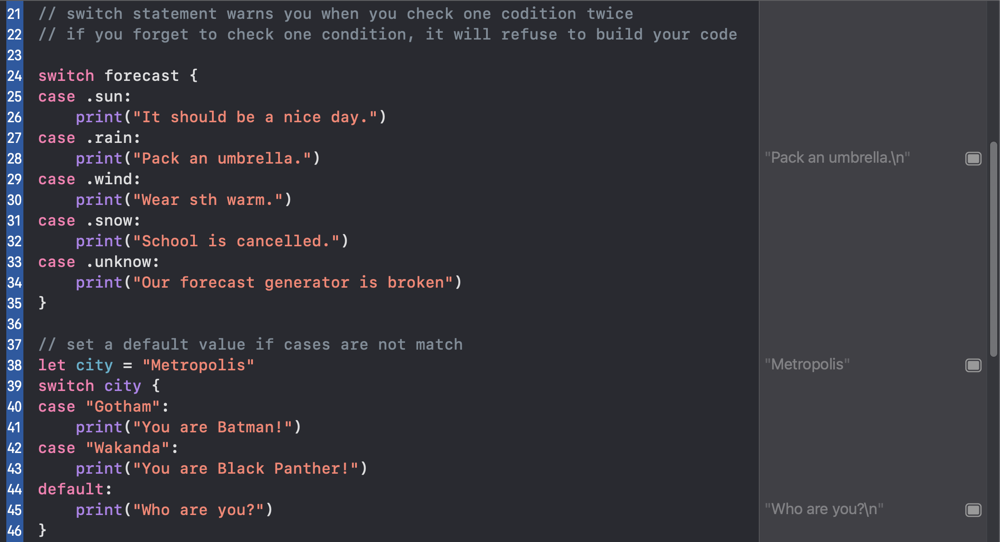 21 // switch statement warns you when you check one codition twice
22 // if you forget to check one condition, it will refuse to build your code
23
24 switch forecast {
25 case .sun:
26     print("It should be a nice day.")
27 case .rain:
28     print("Pack an umbrella.") "Pack an umbrella.\n"
29 case .wind:
30     print("Wear sth warm.")
31 case .snow:
32     print("School is cancelled.")
33 case .unknow:
34     print("Our forecast generator is broken")
35 }
36
37 // set a default value if cases are not match
38 let city = "Metropolis" "Metropolis"
39 switch city {
40 case "Gotham":
41     print("You are Batman!")
42 case "Wakanda":
43     print("You are Black Panther!")
44 default:
45     print("Who are you?") "Who are you?\n"
46 }